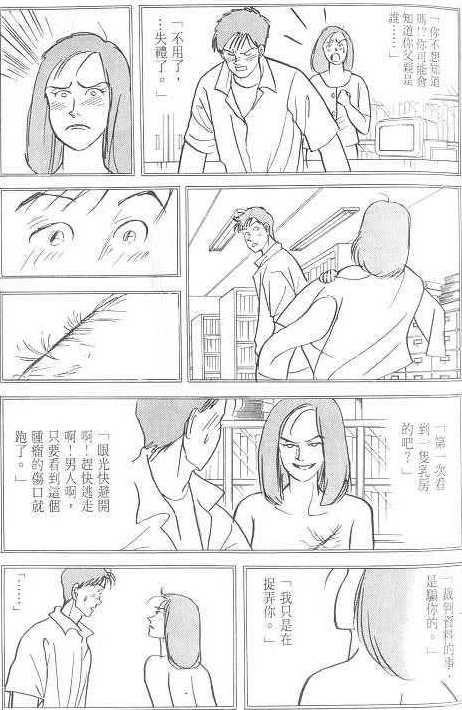 「你不想知道
嗎!?你可能會
知道你父親是
誰……」
「不用了,
…失禮了。」
「第一次看
到一隻乳房
的吧?」
「眼光快避開
啊!趕快逃走
啊!男人啊,
只要看到這個
腫瘤的傷口就
跑了。」
「裁到資料的事,
是騙你的。」
「我只是在
捉弄你。」
「……」